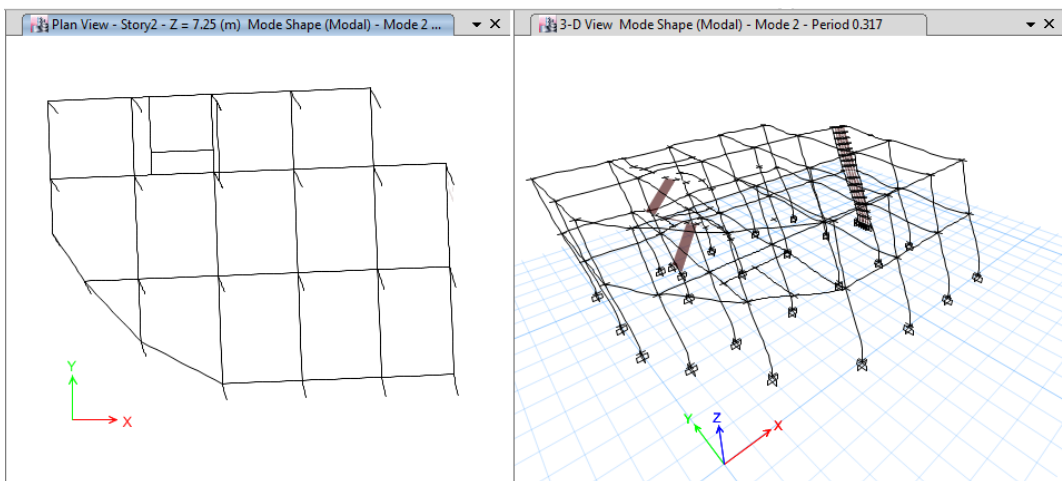 Plan View - Story2 - Z = 7.25 (m)  Mode Shape (Modal) - Mode 2 ...
3-D View  Mode Shape (Modal) - Mode 2 - Period 0.317
Y
X
Y
Z
X